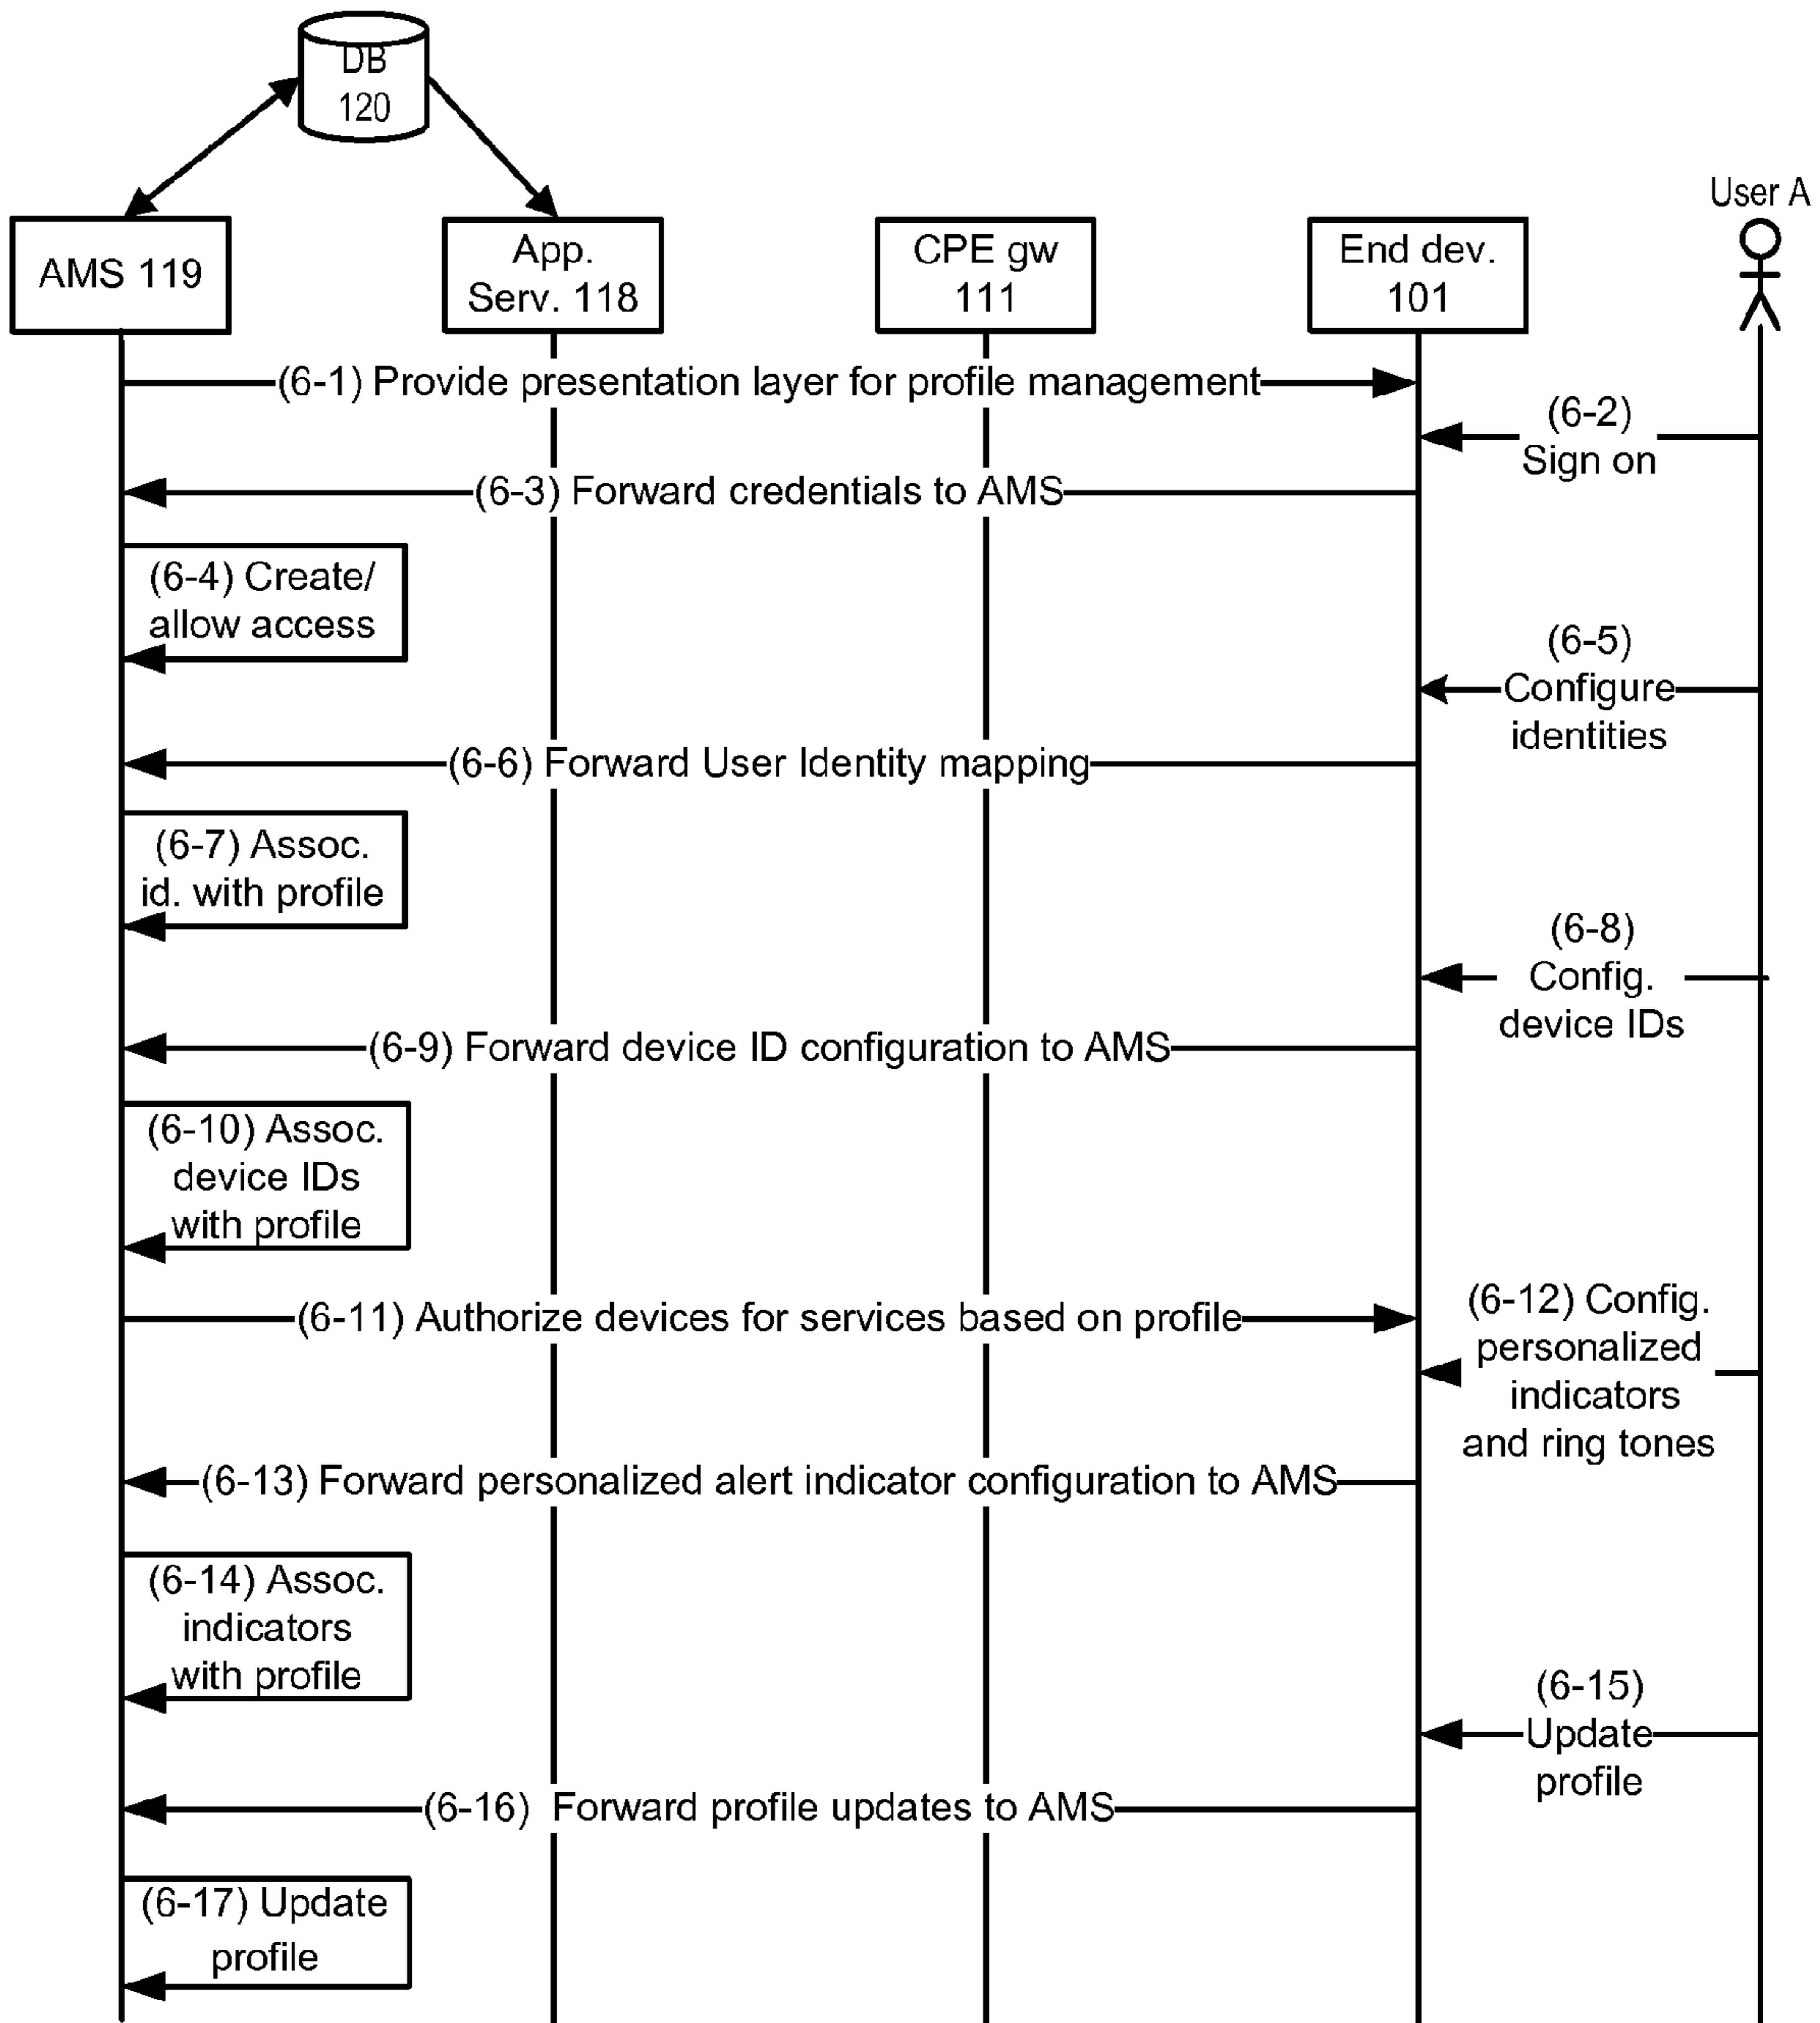 DB
120
User A
AMS 119
App.
Serv. 118
CPE gw
111
End dev.
101
(6-1) Provide presentation layer for profile management
(6-2)
Sign on
(6-3) Forward credentials to AMS
(6-4) Create/
allow access
(6-5)
Configure
identities
(6-6) Forward User Identity mapping
(6-7) Assoc.
id. with profile
(6-8)
Config.
device IDs
(6-9) Forward device ID configuration to AMS
(6-10) Assoc.
device IDs
with profile
(6-11) Authorize devices for services based on profile
(6-12) Config.
personalized
indicators
and ring tones
(6-13) Forward personalized alert indicator configuration to AMS
(6-14) Assoc.
indicators
with profile
(6-15)
Update
profile
(6-16) Forward profile updates to AMS
(6-17) Update
profile